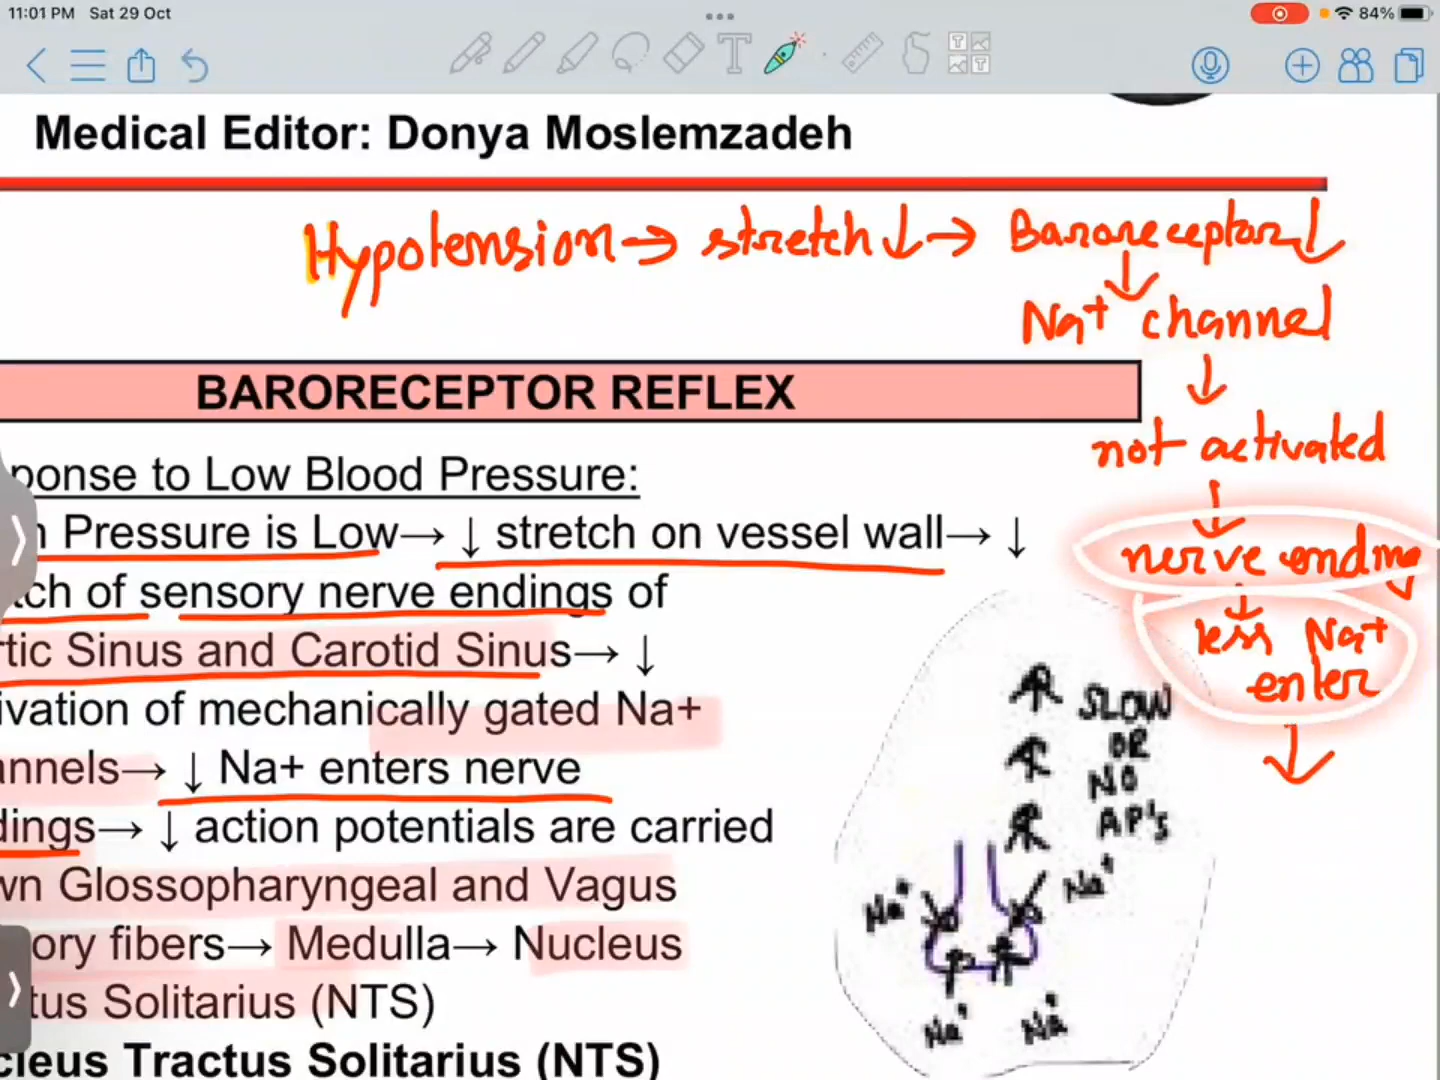 11:01 PM Sat 29 Oct
84%
Medical Editor: Donya Moslemzadeh
Hypotension → stretch ↓ → Baroreceptor ↓
↓
Na+ channel
↓
not activated
↓
nerve ending
↓
less Na+
enter
↓
BARORECEPTOR REFLEX
ponse to Low Blood Pressure:
n Pressure is Low→ ↓ stretch on vessel wall→ ↓
tch of sensory nerve endings of
rtic Sinus and Carotid Sinus→ ↓
ivation of mechanically gated Na+
annels→ ↓ Na+ enters nerve
dings→ ↓ action potentials are carried
wn Glossopharyngeal and Vagus
ory fibers→ Medulla→ Nucleus
tus Solitarius (NTS)
cleus Tractus Solitarius (NTS)
SLOW
OR
NO
AP's
Na+ Na+
Na+ Na+